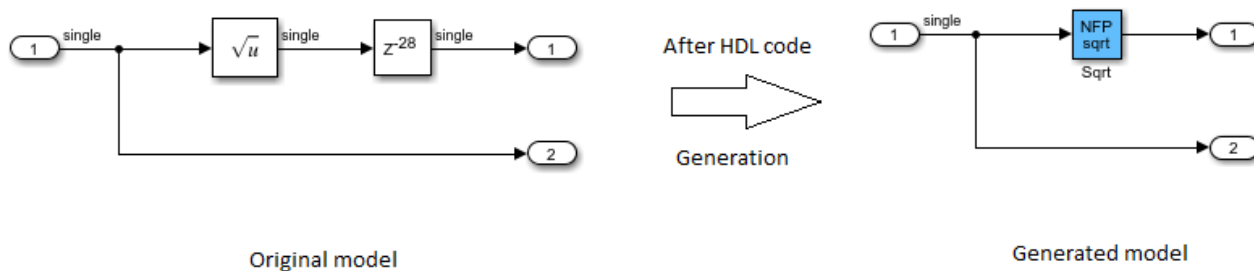 single
1
√u
single
Z-28
single
1
2
Original model
After HDL code
Generation
single
1
NFP
sqrt
Sqrt
1
2
Generated model